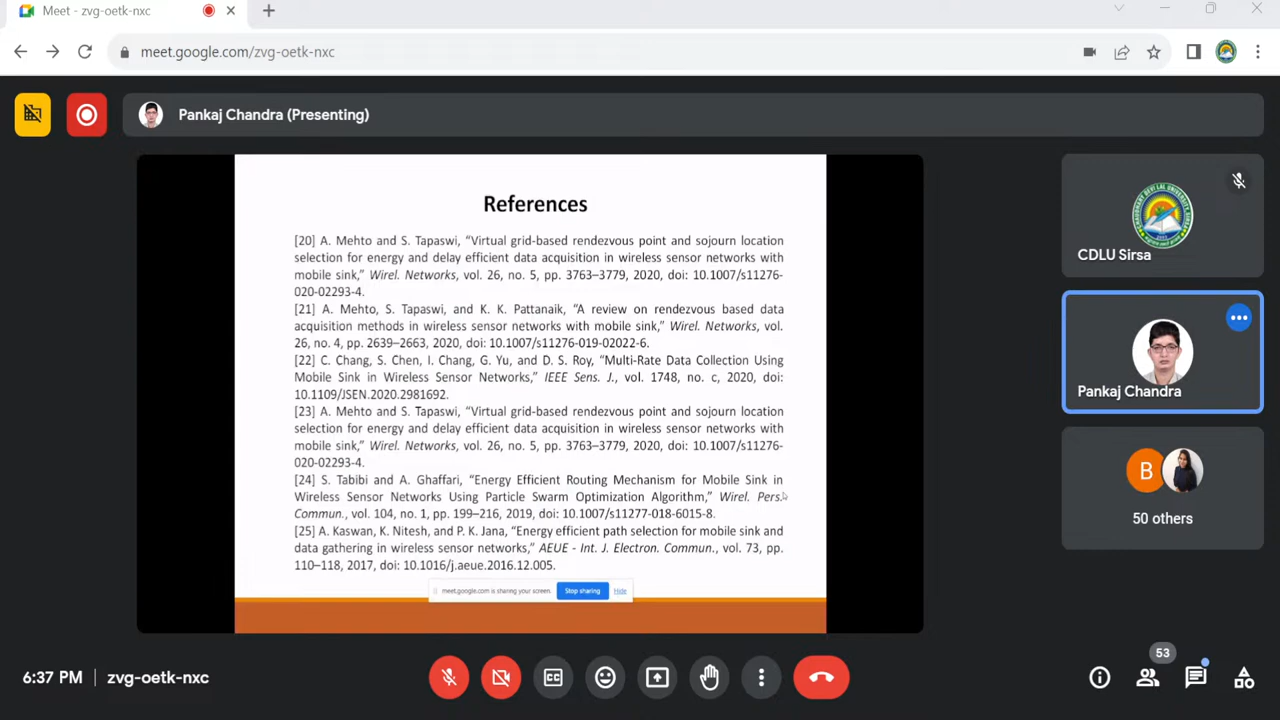 Meet - zvg-oetk-nxc
meet.google.com/zvg-oetk-nxc
Pankaj Chandra (Presenting)
References
[20] A. Mehto and S. Tapaswi, “Virtual grid-based rendezvous point and sojourn location
selection for energy and delay efficient data acquisition in wireless sensor networks with
mobile sink,” Wirel. Networks, vol. 26, no. 5, pp. 3763–3779, 2020, doi: 10.1007/s11276-
020-02293-4.
[21] A. Mehto, S. Tapaswi, and K. K. Pattanaik, “A review on rendezvous based data
acquisition methods in wireless sensor networks with mobile sink,” Wirel. Networks, vol.
26, no. 4, pp. 2639–2663, 2020, doi: 10.1007/s11276-019-02022-6.
[22] C. Chang, S. Chen, I. Chang, G. Yu, and D. S. Roy, “Multi-Rate Data Collection Using
Mobile Sink in Wireless Sensor Networks,” IEEE Sens. J., vol. 1748, no. c, 2020, doi:
10.1109/JSEN.2020.2981692.
[23] A. Mehto and S. Tapaswi, “Virtual grid-based rendezvous point and sojourn location
selection for energy and delay efficient data acquisition in wireless sensor networks with
mobile sink,” Wirel. Networks, vol. 26, no. 5, pp. 3763–3779, 2020, doi: 10.1007/s11276-
020-02293-4.
[24] S. Tabibi and A. Ghaffari, “Energy Efficient Routing Mechanism for Mobile Sink in
Wireless Sensor Networks Using Particle Swarm Optimization Algorithm,” Wirel. Pers.
Commun., vol. 104, no. 1, pp. 199–216, 2019, doi: 10.1007/s11277-018-6015-8.
[25] A. Kaswan, K. Nitesh, and P. K. Jana, “Energy efficient path selection for mobile sink and
data gathering in wireless sensor networks,” AEUE - Int. J. Electron. Commun., vol. 73, pp.
110–118, 2017, doi: 10.1016/j.aeue.2016.12.005.
meet.google.com is sharing your screen. Stop sharing Hide
CDLU Sirsa
Pankaj Chandra
B
50 others
6:37 PM | zvg-oetk-nxc
CC
53